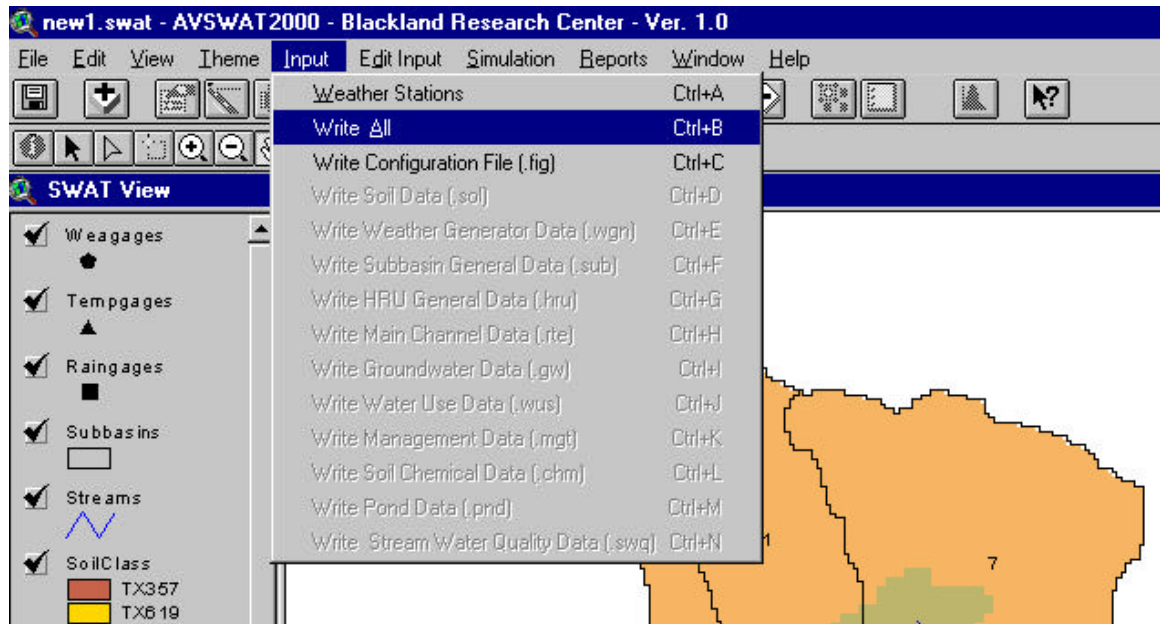 new1.swat - AVSWAT2000 - Blackland Research Center - Ver. 1.0
File Edit View Theme Input Edit Input Simulation Reports Window Help
Weather Stations Ctrl+A
Write All Ctrl+B
Write Configuration File (.fig) Ctrl+C
Write Soil Data (.sol) Ctrl+D
Write Weather Generator Data (.wgn) Ctrl+E
Write Subbasin General Data (.sub) Ctrl+F
Write HRU General Data (.hru) Ctrl+G
Write Main Channel Data (.rte) Ctrl+H
Write Groundwater Data (.gw) Ctrl+I
Write Water Use Data (.wus) Ctrl+J
Write Management Data (.mgt) Ctrl+K
Write Soil Chemical Data (.chm) Ctrl+L
Write Pond Data (.pnd) Ctrl+M
Write Stream Water Quality Data (.swq) Ctrl+N
SWAT View
Weagages
Tempgages
Raingages
Subbasins
Streams
SoilClass
TX357
TX619
7